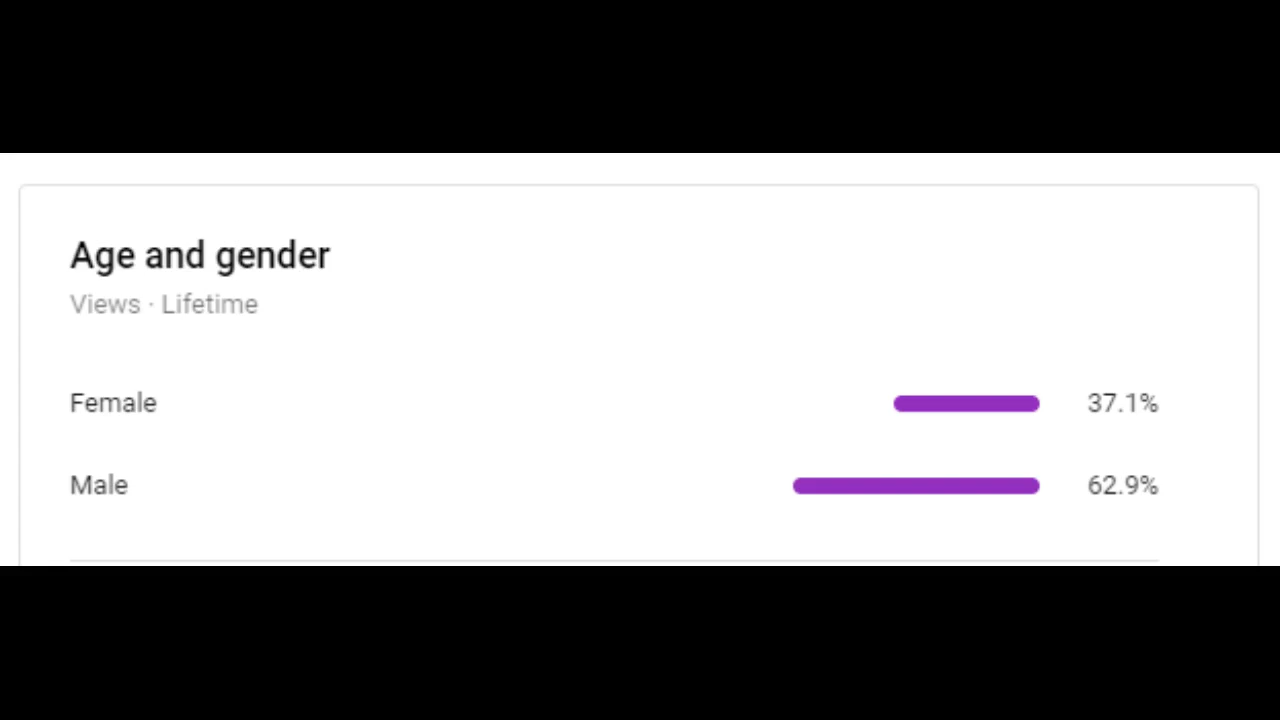 Age and gender
Views · Lifetime
Female 37.1%
Male 62.9%